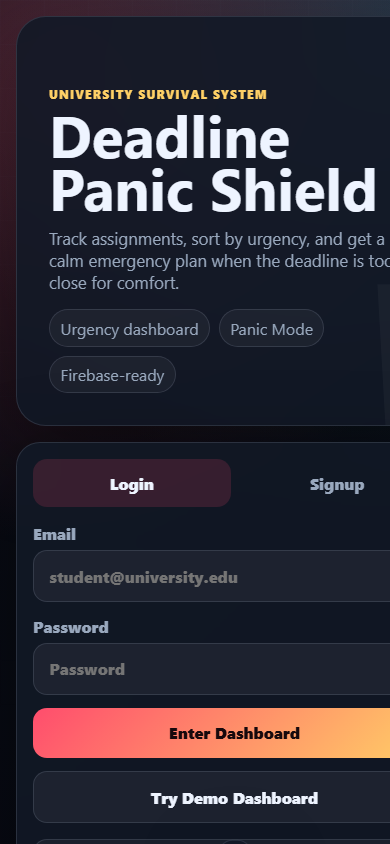 UNIVERSITY SURVIVAL SYSTEM
Deadline
Panic Shield
Track assignments, sort by urgency, and get a
calm emergency plan when the deadline is too
close for comfort.
Urgency dashboard
Panic Mode
Firebase-ready
Login
Signup
Email
student@university.edu
Password
Password
Enter Dashboard
Try Demo Dashboard